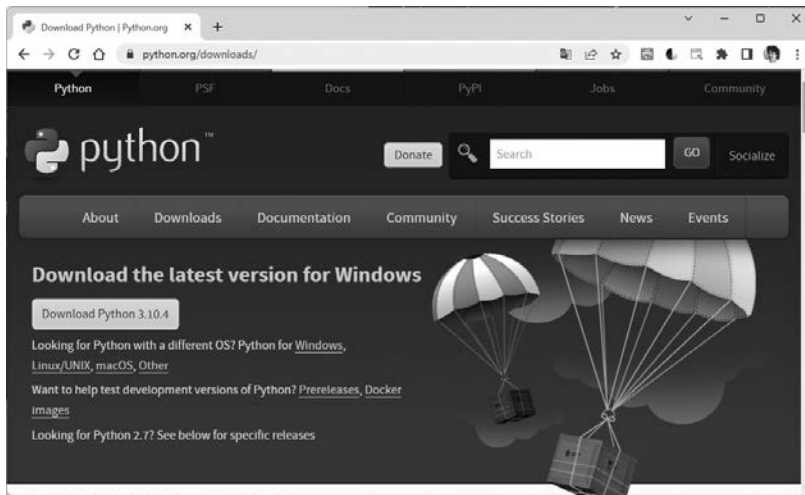 Download Python | Python.org
python.org/downloads/
Python PSF Docs PyPI Jobs Community
python™
Donate Search GO Socialize
About Downloads Documentation Community Success Stories News Events
Download the latest version for Windows
Download Python 3.10.4
Looking for Python with a different OS? Python for Windows,
Linux/UNIX, macOS, Other
Want to help test development versions of Python? Prereleases, Docker
images
Looking for Python 2.7? See below for specific releases